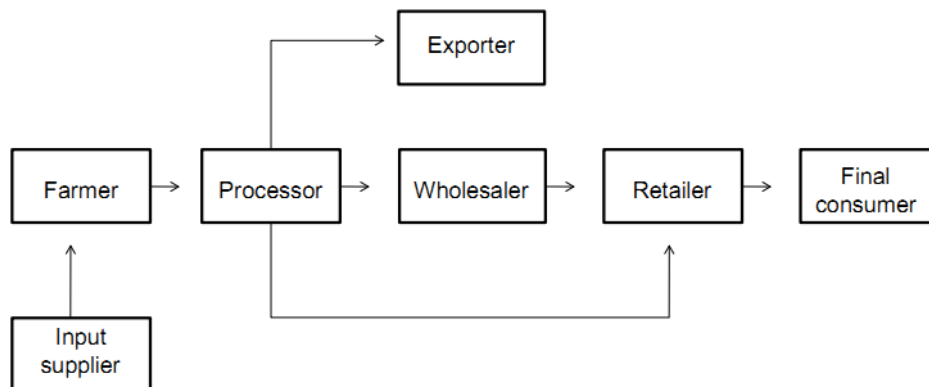 Exporter
Farmer
Processor
Wholesaler
Retailer
Final
consumer
Input
supplier